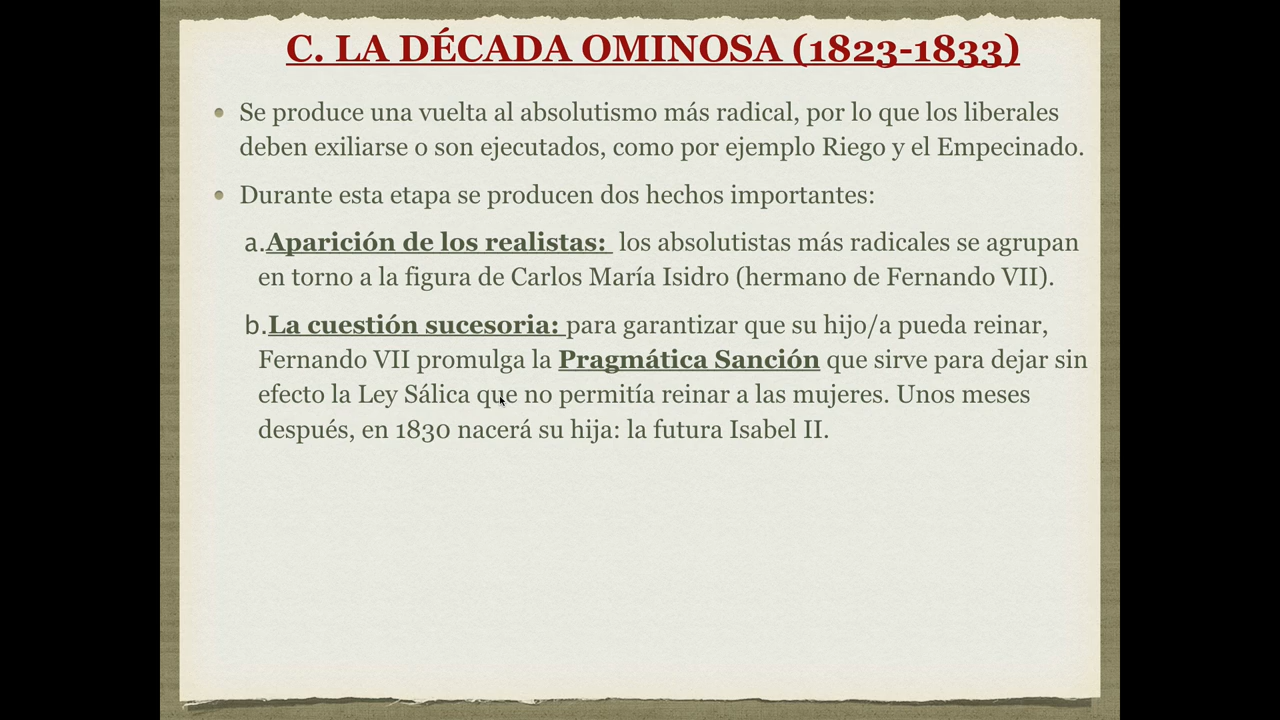 C. LA DÉCADA OMINOSA (1823-1833)
• Se produce una vuelta al absolutismo más radical, por lo que los liberales
deben exiliarse o son ejecutados, como por ejemplo Riego y el Empecinado.
• Durante esta etapa se producen dos hechos importantes:
a.Aparición de los realistas: los absolutistas más radicales se agrupan
en torno a la figura de Carlos María Isidro (hermano de Fernando VII).
b.La cuestión sucesoria: para garantizar que su hijo/a pueda reinar,
Fernando VII promulga la Pragmática Sanción que sirve para dejar sin
efecto la Ley Sálica que no permitía reinar a las mujeres. Unos meses
después, en 1830 nacerá su hija: la futura Isabel II.